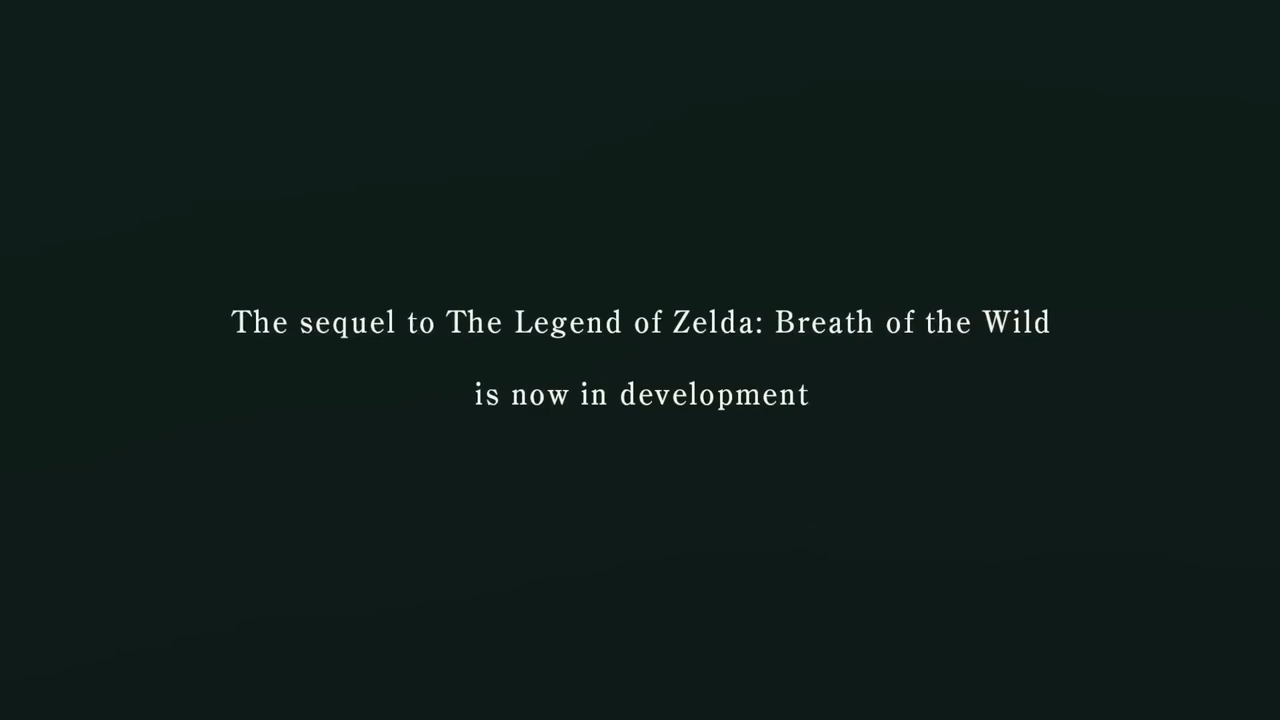 The sequel to The Legend of Zelda: Breath of the Wild
is now in development